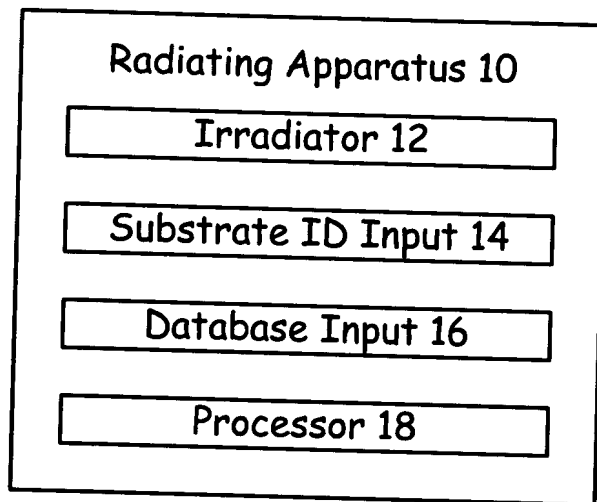 Radiating Apparatus 10
Irradiator 12
Substrate ID Input 14
Database Input 16
Processor 18